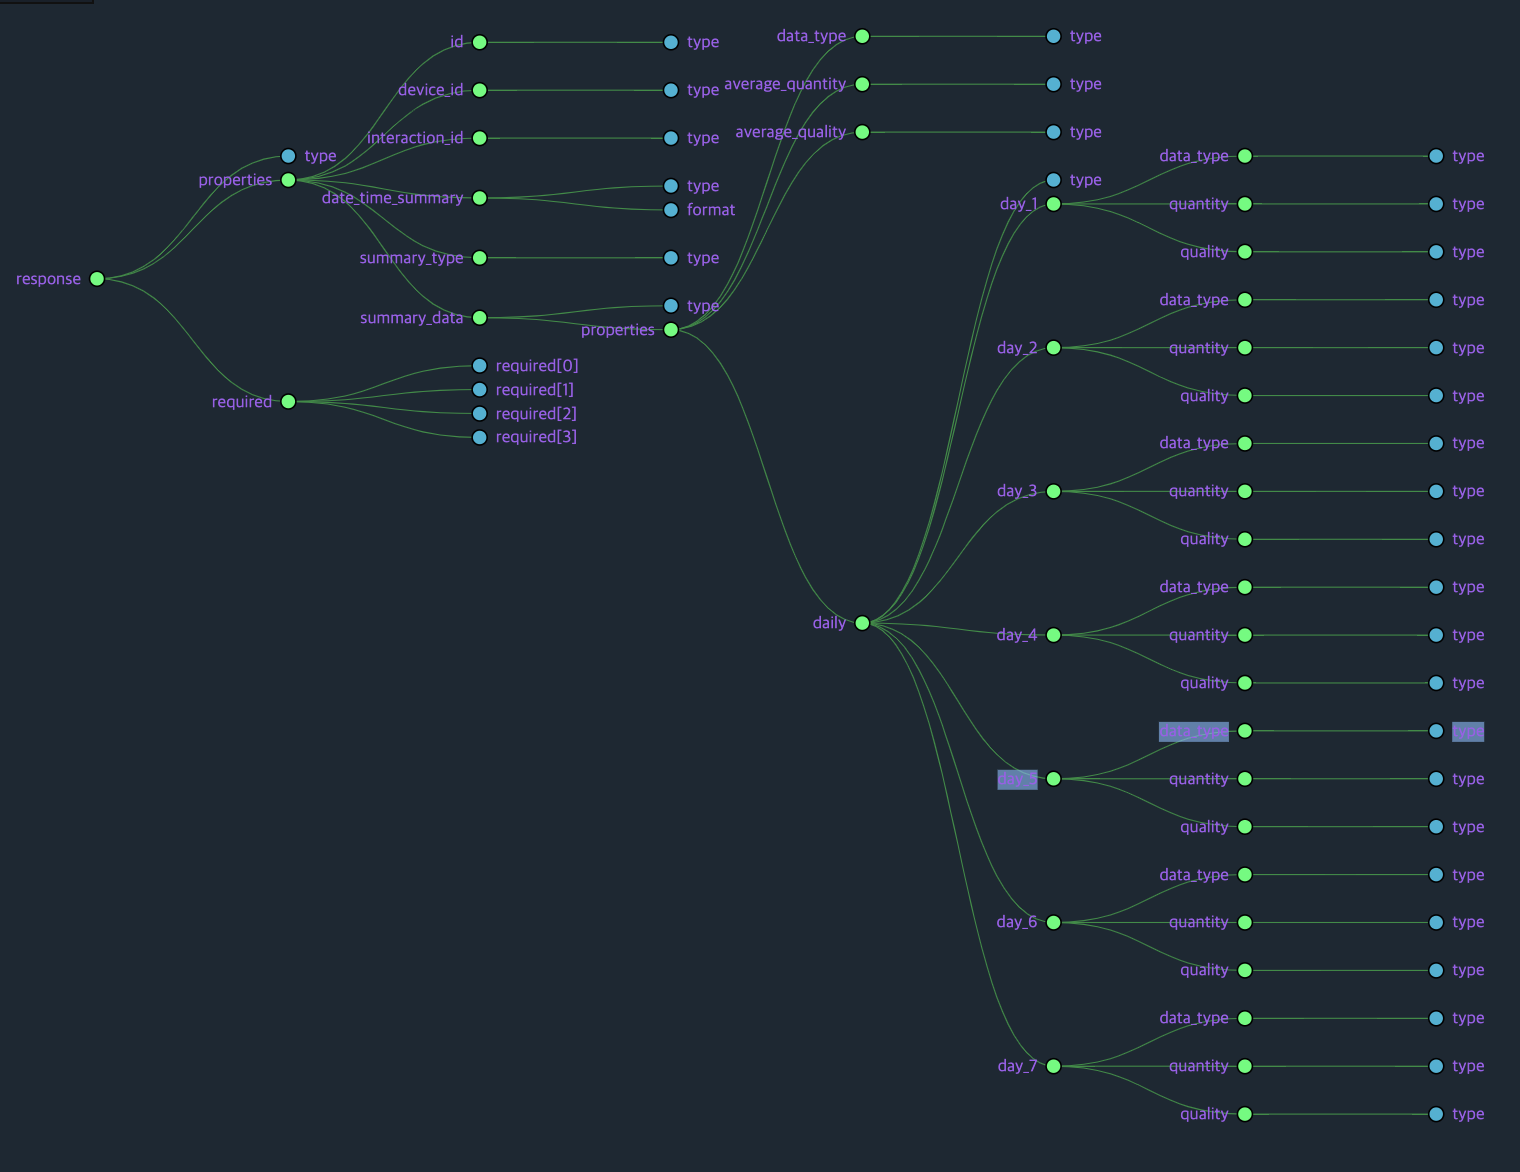 response
type
properties
id
type
device_id
type
interaction_id
type
date_time_summary
type
format
summary_type
type
summary_data
type
properties
data_type
type
average_quantity
type
average_quality
type
daily
type
day_1
data_type
type
quantity
type
quality
type
day_2
data_type
type
quantity
type
quality
type
day_3
data_type
type
quantity
type
quality
type
day_4
data_type
type
quantity
type
quality
type
day_5
data_type
type
quantity
type
quality
type
day_6
data_type
type
quantity
type
quality
type
day_7
data_type
type
quantity
type
quality
type
required
required[0]
required[1]
required[2]
required[3]